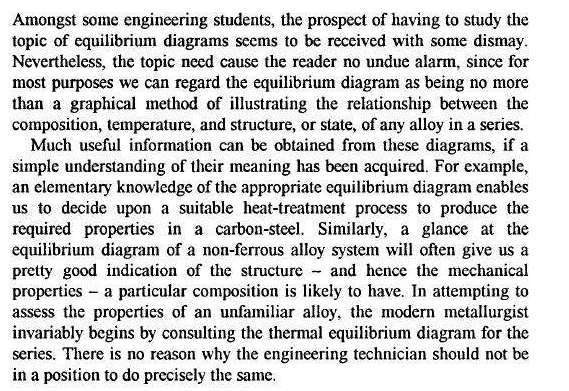 Amongst some engineering students, the prospect of having to study the
topic of equilibrium diagrams seems to be received with some dismay.
Nevertheless, the topic need cause the reader no undue alarm, since for
most purposes we can regard the equilibrium diagram as being no more
than a graphical method of illustrating the relationship between the
composition, temperature, and structure, or state, of any alloy in a series.
Much useful information can be obtained from these diagrams, if a
simple understanding of their meaning has been acquired. For example,
an elementary knowledge of the appropriate equilibrium diagram enables
us to decide upon a suitable heat-treatment process to produce the
required properties in a carbon-steel. Similarly, a glance at the
equilibrium diagram of a non-ferrous alloy system will often give us a
pretty good indication of the structure – and hence the mechanical
properties – a particular composition is likely to have. In attempting to
assess the properties of an unfamiliar alloy, the modern metallurgist
invariably begins by consulting the thermal equilibrium diagram for the
series. There is no reason why the engineering technician should not be
in a position to do precisely the same.